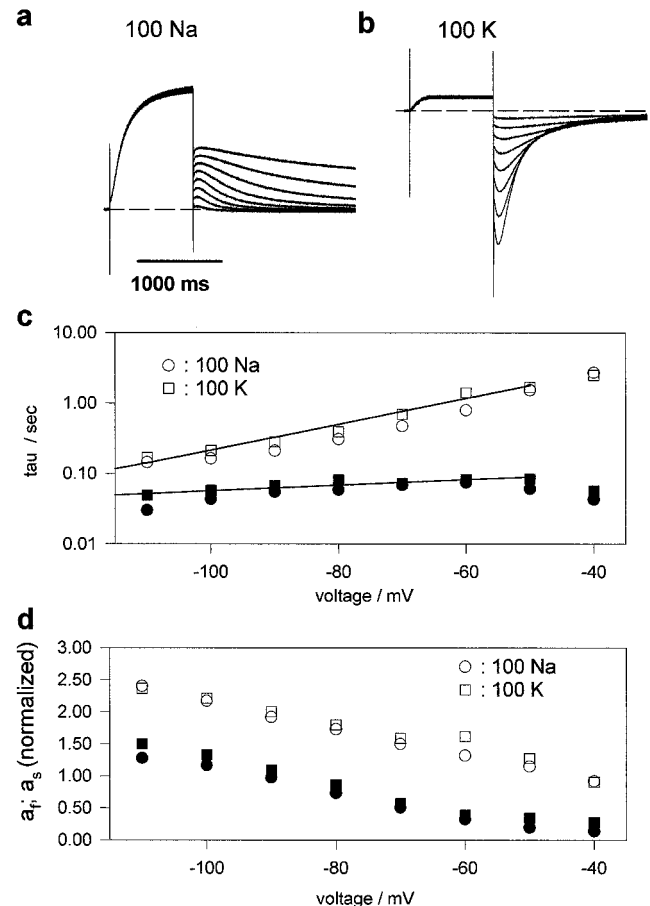 a
b
100 Na
100 K
1000 ms
c
10.00
1.00
0.10
0.01
tau / sec
○ : 100 Na
□ : 100 K
-100
-80
-60
-40
voltage / mV
d
3.00
2.50
2.00
1.50
1.00
0.50
0.00
a_f; a_s (normalized)
○ : 100 Na
□ : 100 K
-100
-80
-60
-40
voltage / mV